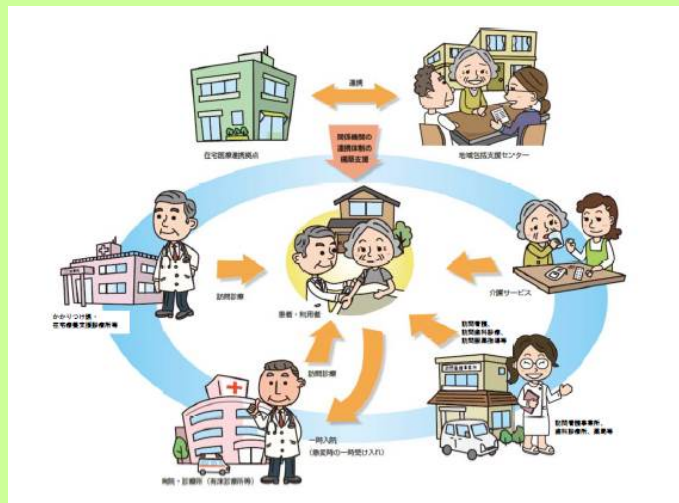 連携
在宅医療連携拠点
地域包括支援センター
関係機関の
連携体制の
構築支援
訪問診療
かかりつけ医・
在宅療養支援診療所等
患者・利用者
介護サービス
訪問看護、
訪問歯科診療、
訪問服薬指導等
訪問診療
訪問看護事業所、
歯科診療所、薬局等
一時入院
(急変時の一時受け入れ)
病院・診療所(有床診療所等)